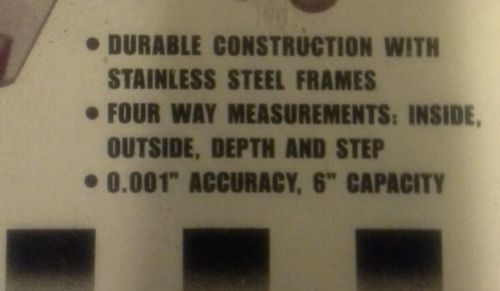 • DURABLE CONSTRUCTION WITH
STAINLESS STEEL FRAMES
• FOUR WAY MEASUREMENTS: INSIDE,
OUTSIDE, DEPTH AND STEP
• 0.001" ACCURACY, 6" CAPACITY